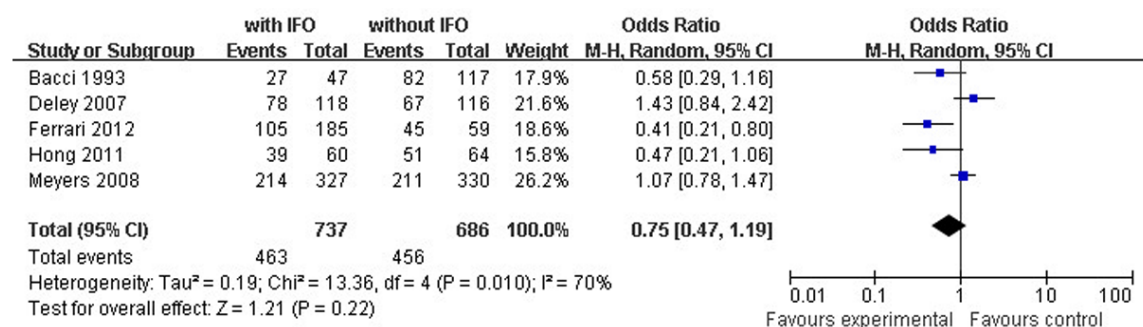 with IFO without IFO Odds Ratio Odds Ratio
Study or Subgroup Events Total Events Total Weight M-H, Random, 95% CI M-H, Random, 95% CI
Bacci 1993 27 47 82 117 17.9% 0.58 [0.29, 1.16]
Deley 2007 78 118 67 116 21.6% 1.43 [0.84, 2.42]
Ferrari 2012 105 185 45 59 18.6% 0.41 [0.21, 0.80]
Hong 2011 39 60 51 64 15.8% 0.47 [0.21, 1.06]
Meyers 2008 214 327 211 330 26.2% 1.07 [0.78, 1.47]
Total (95% CI) 737 686 100.0% 0.75 [0.47, 1.19]
Total events 463 456
Heterogeneity: Tau² = 0.19; Chi² = 13.36, df = 4 (P = 0.010); I² = 70%
Test for overall effect: Z = 1.21 (P = 0.22)
0.01 0.1 1 10 100
Favours experimental Favours control